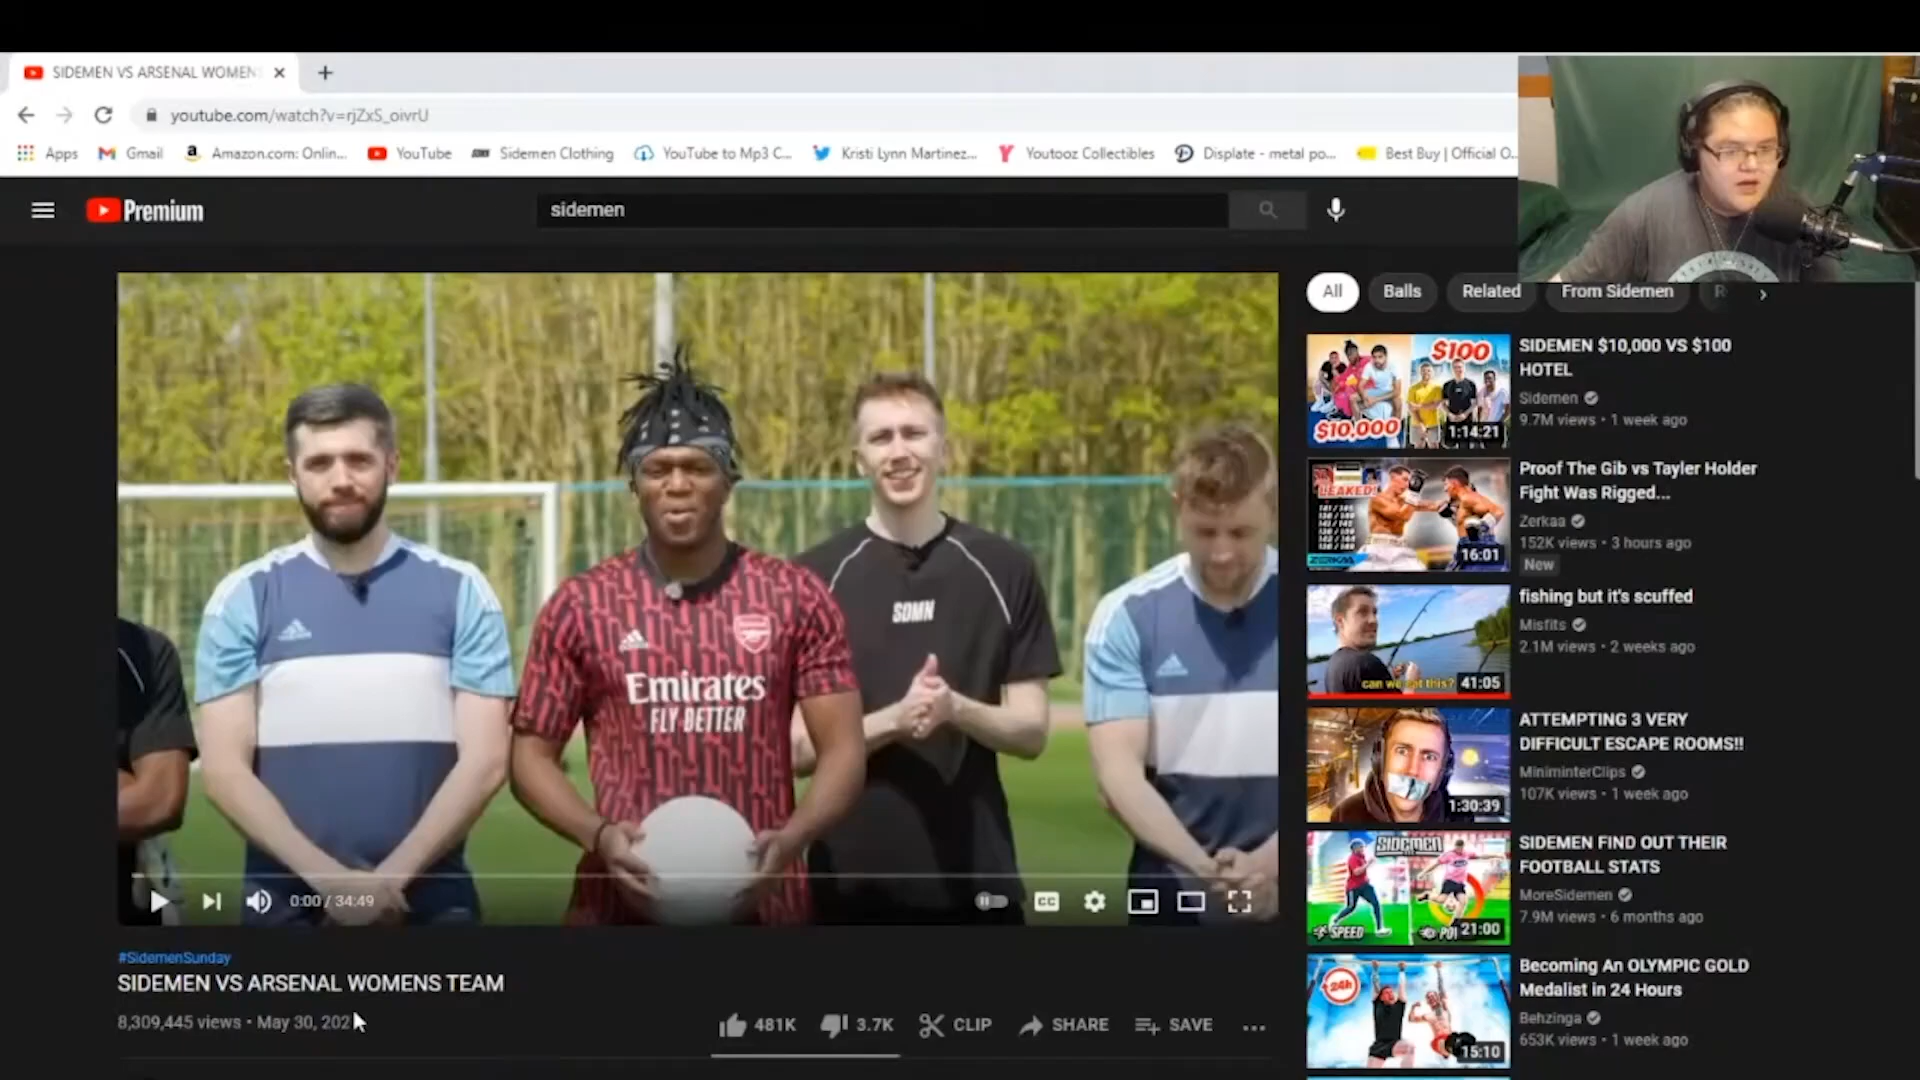 SIDEMEN VS ARSENAL WOMEN
youtube.com/watch?v=rjZxS_oivrU
Apps
Gmail
Amazon.com: Onlin...
YouTube
Sidemen Clothing
YouTube to Mp3 C...
Kristi Lynn Martinez...
Youtooz Collectibles
Displate - metal po...
Best Buy | Official O...
Premium
sidemen
All
Balls
Related
From Sidemen
SDMN
Emirates
FLY BETTER
0:00 / 34:49
CC
#SidemenSunday
SIDEMEN VS ARSENAL WOMENS TEAM
8,309,445 views • May 30, 202
481K
3.7K
CLIP
SHARE
SAVE
$100
$10,000
1:14:21
SIDEMEN $10,000 VS $100
HOTEL
Sidemen
9.7M views • 1 week ago
LEAKED!
ZERKAA
16:01
Proof The Gib vs Tayler Holder
Fight Was Rigged...
Zerkaa
152K views • 3 hours ago
New
can we eat this?
41:05
fishing but it's scuffed
Misfits
2.1M views • 2 weeks ago
1:30:39
ATTEMPTING 3 VERY
DIFFICULT ESCAPE ROOMS!!
MiniminterClips
107K views • 1 week ago
SIDEMEN
SPEED
21:00
SIDEMEN FIND OUT THEIR
FOOTBALL STATS
MoreSidemen
7.9M views • 6 months ago
24h
15:10
Becoming An OLYMPIC GOLD
Medalist in 24 Hours
Behzinga
653K views • 1 week ago